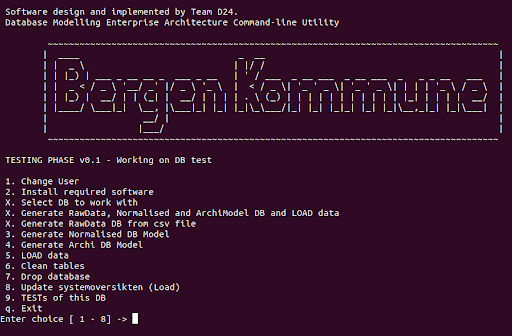 Software design and implemented by Team D24.
Database Modelling Enterprise Architecture Command-line Utility
Bergen Kommune
TESTING PHASE v0.1 - Working on DB test
1. Change User
2. Install required software
X. Select DB to work with
X. Generate RawData, Normalised and ArchiModel DB and LOAD data
X. Generate RawData DB from csv file
3. Generate Normalised DB Model
4. Generate Archi DB Model
5. LOAD data
6. Clean tables
7. Drop database
8. Update systemoversikten (Load)
9. TESTs of this DB
q. Exit
Enter choice [ 1 - 8] ->